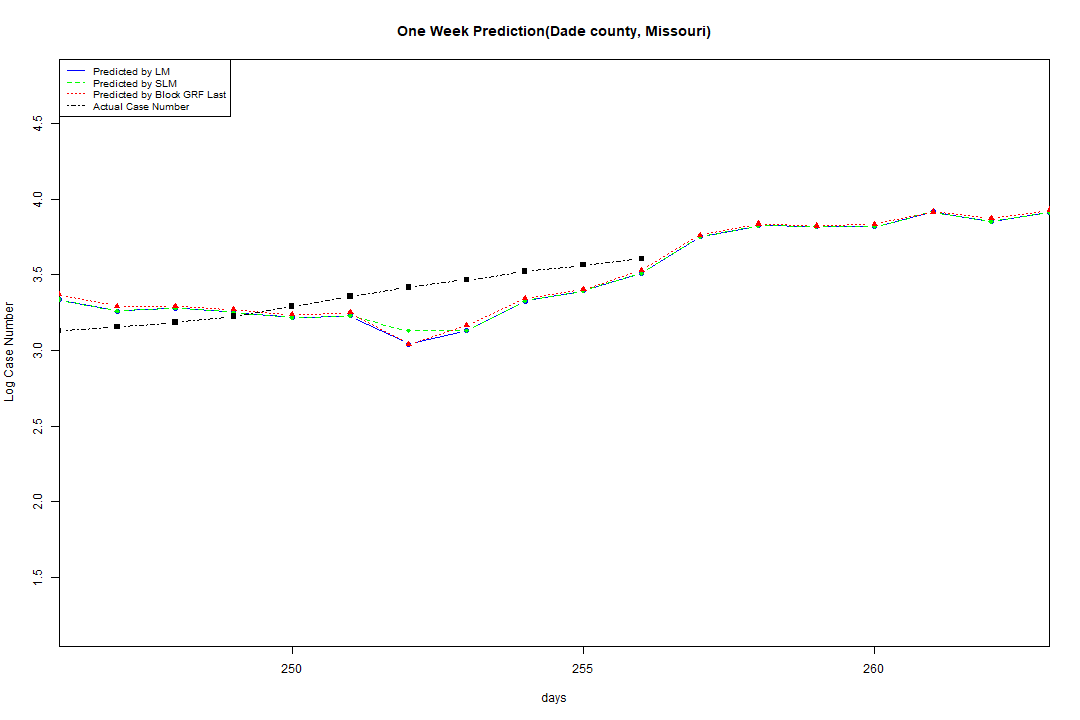 One Week Prediction(Dade county, Missouri)
Predicted by LM
Predicted by SLM
Predicted by Block GRF Last
Actual Case Number
4.5
4.0
3.5
3.0
2.5
2.0
1.5
Log Case Number
250
255
260
days